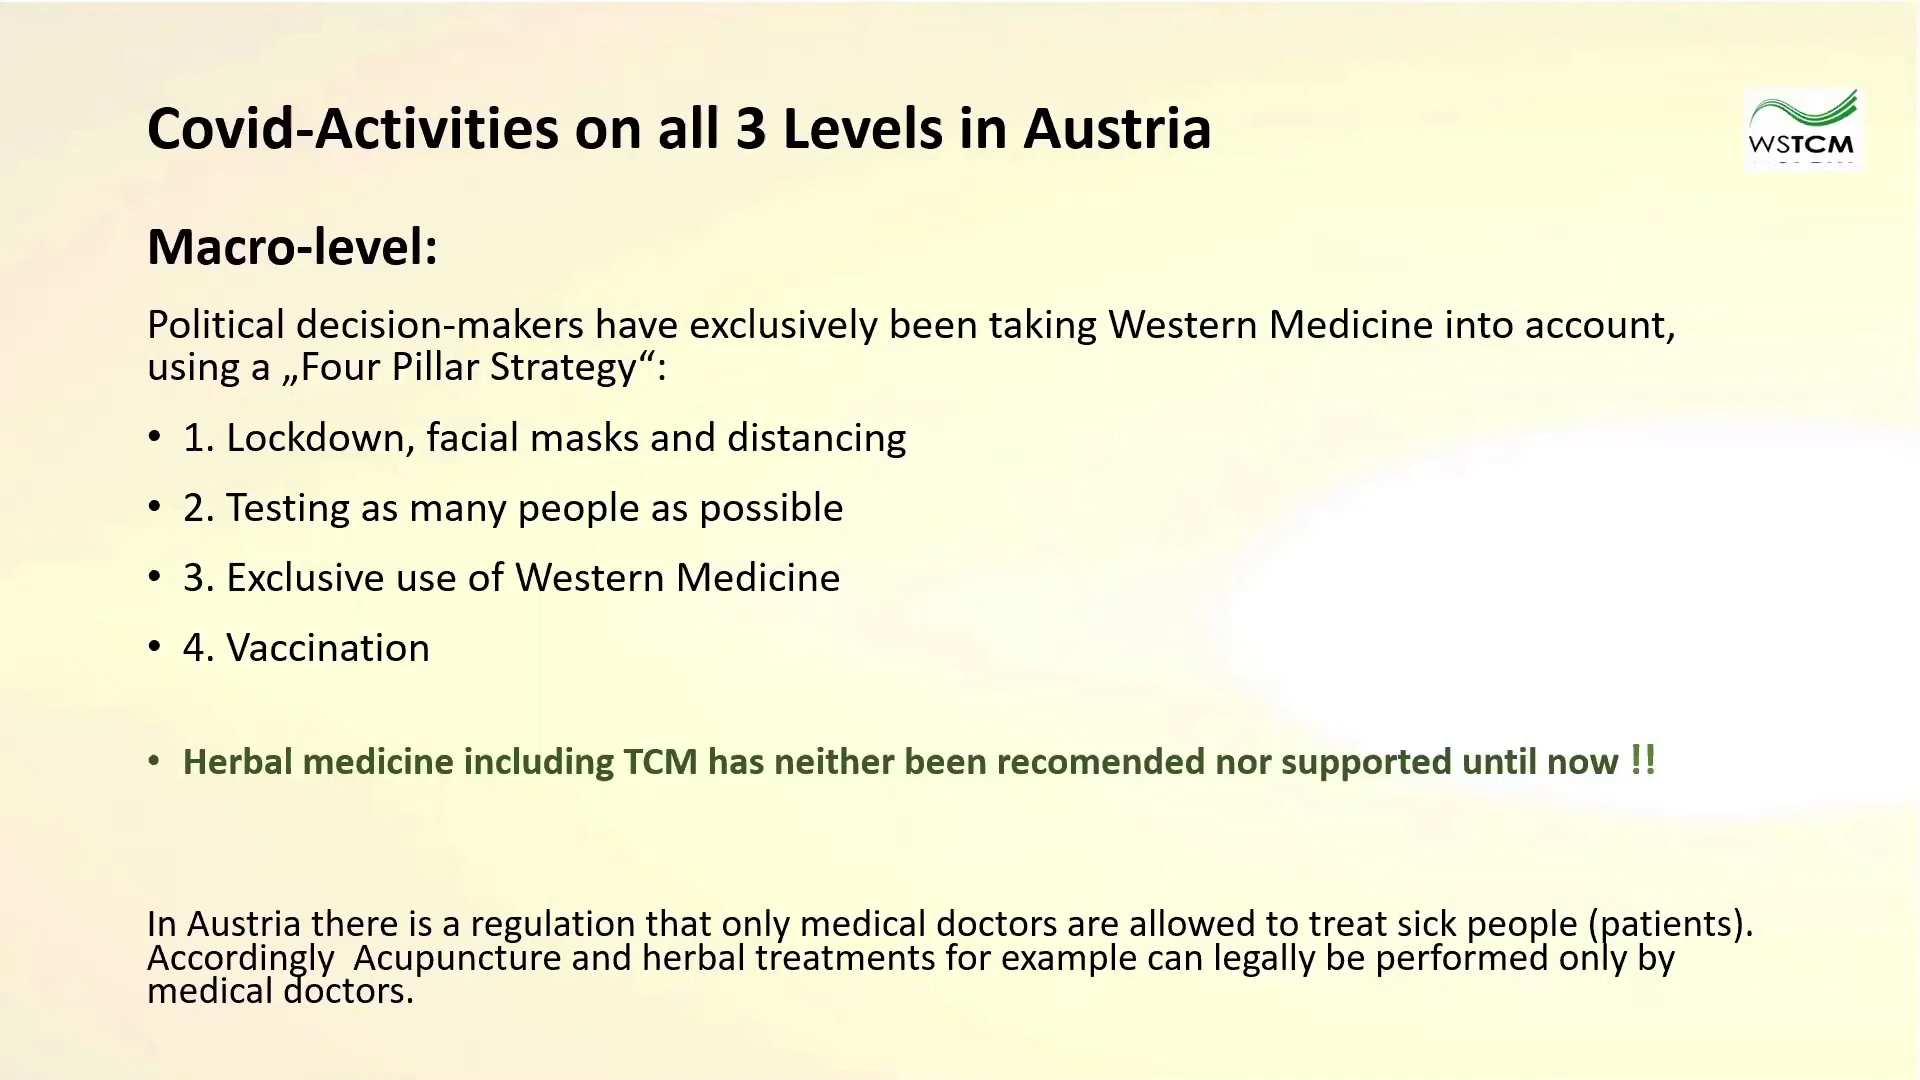 Covid-Activities on all 3 Levels in Austria
WSTCM
Macro-level:
Political decision-makers have exclusively been taking Western Medicine into account,
using a „Four Pillar Strategy“:
• 1. Lockdown, facial masks and distancing
• 2. Testing as many people as possible
• 3. Exclusive use of Western Medicine
• 4. Vaccination
• Herbal medicine including TCM has neither been recomended nor supported until now !!
In Austria there is a regulation that only medical doctors are allowed to treat sick people (patients).
Accordingly  Acupuncture and herbal treatments for example can legally be performed only by
medical doctors.